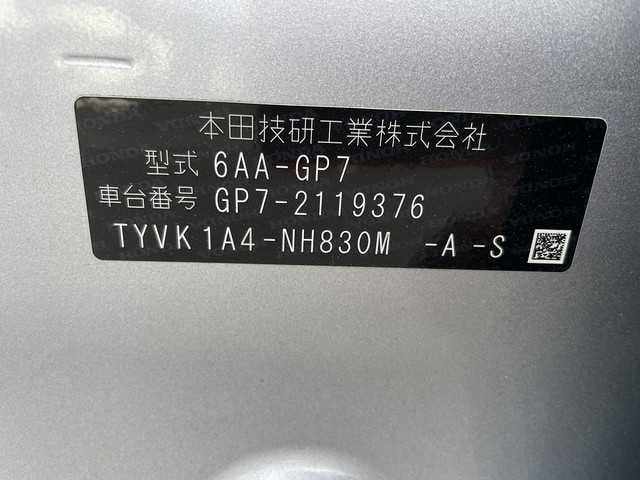 本田技研工業株式会社
型式 6AA-GP7
車台番号 GP7-2119376
TYVK1A4-NH830M -A -S